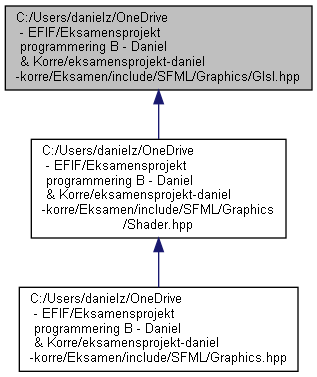 C:/Users/danielz/OneDrive
- EFIF/Eksamensprojekt
programmering B - Daniel
& Korre/eksamensprojekt-daniel
-korre/Eksamen/include/SFML/Graphics/Glsl.hpp
C:/Users/danielz/OneDrive
- EFIF/Eksamensprojekt
programmering B - Daniel
& Korre/eksamensprojekt-daniel
-korre/Eksamen/include/SFML/Graphics
/Shader.hpp
C:/Users/danielz/OneDrive
- EFIF/Eksamensprojekt
programmering B - Daniel
& Korre/eksamensprojekt-daniel
-korre/Eksamen/include/SFML/Graphics.hpp